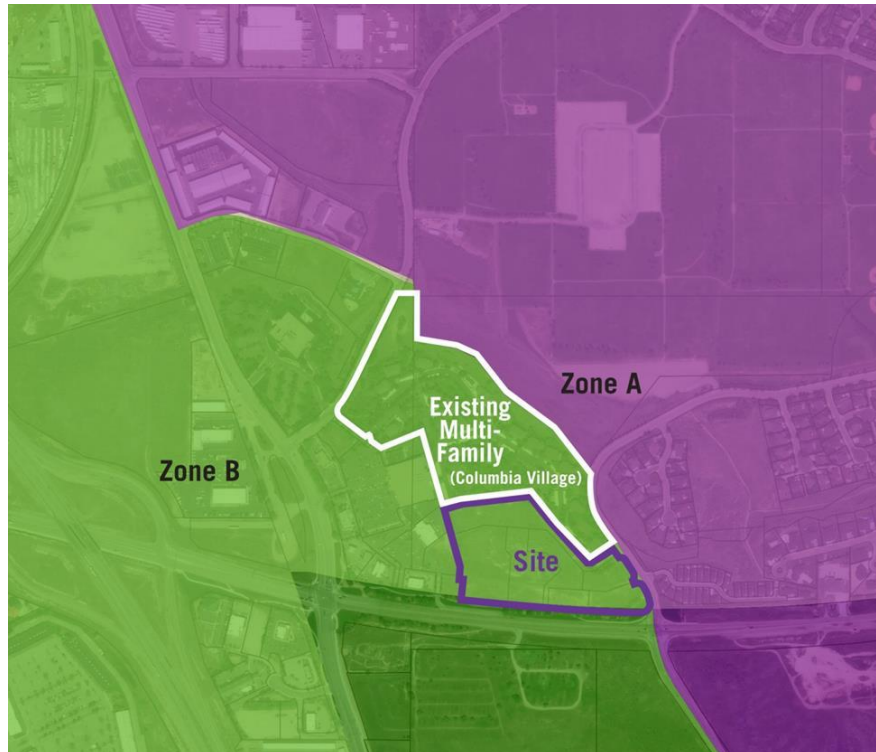 Zone A
Existing
Multi-
Family
(Columbia Village)
Zone B
Site